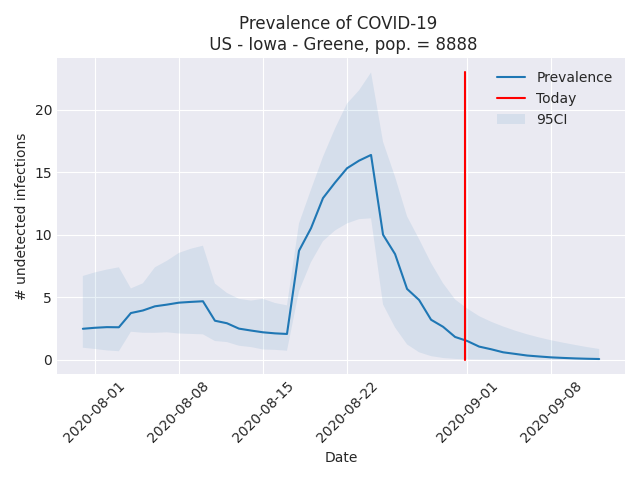 Prevalence of COVID-19
US - Iowa - Greene, pop. = 8888
Prevalence
Today
95CI
# undetected infections
20
15
10
5
0
2020-08-01
2020-08-08
2020-08-15
2020-08-22
2020-09-01
2020-09-08
Date